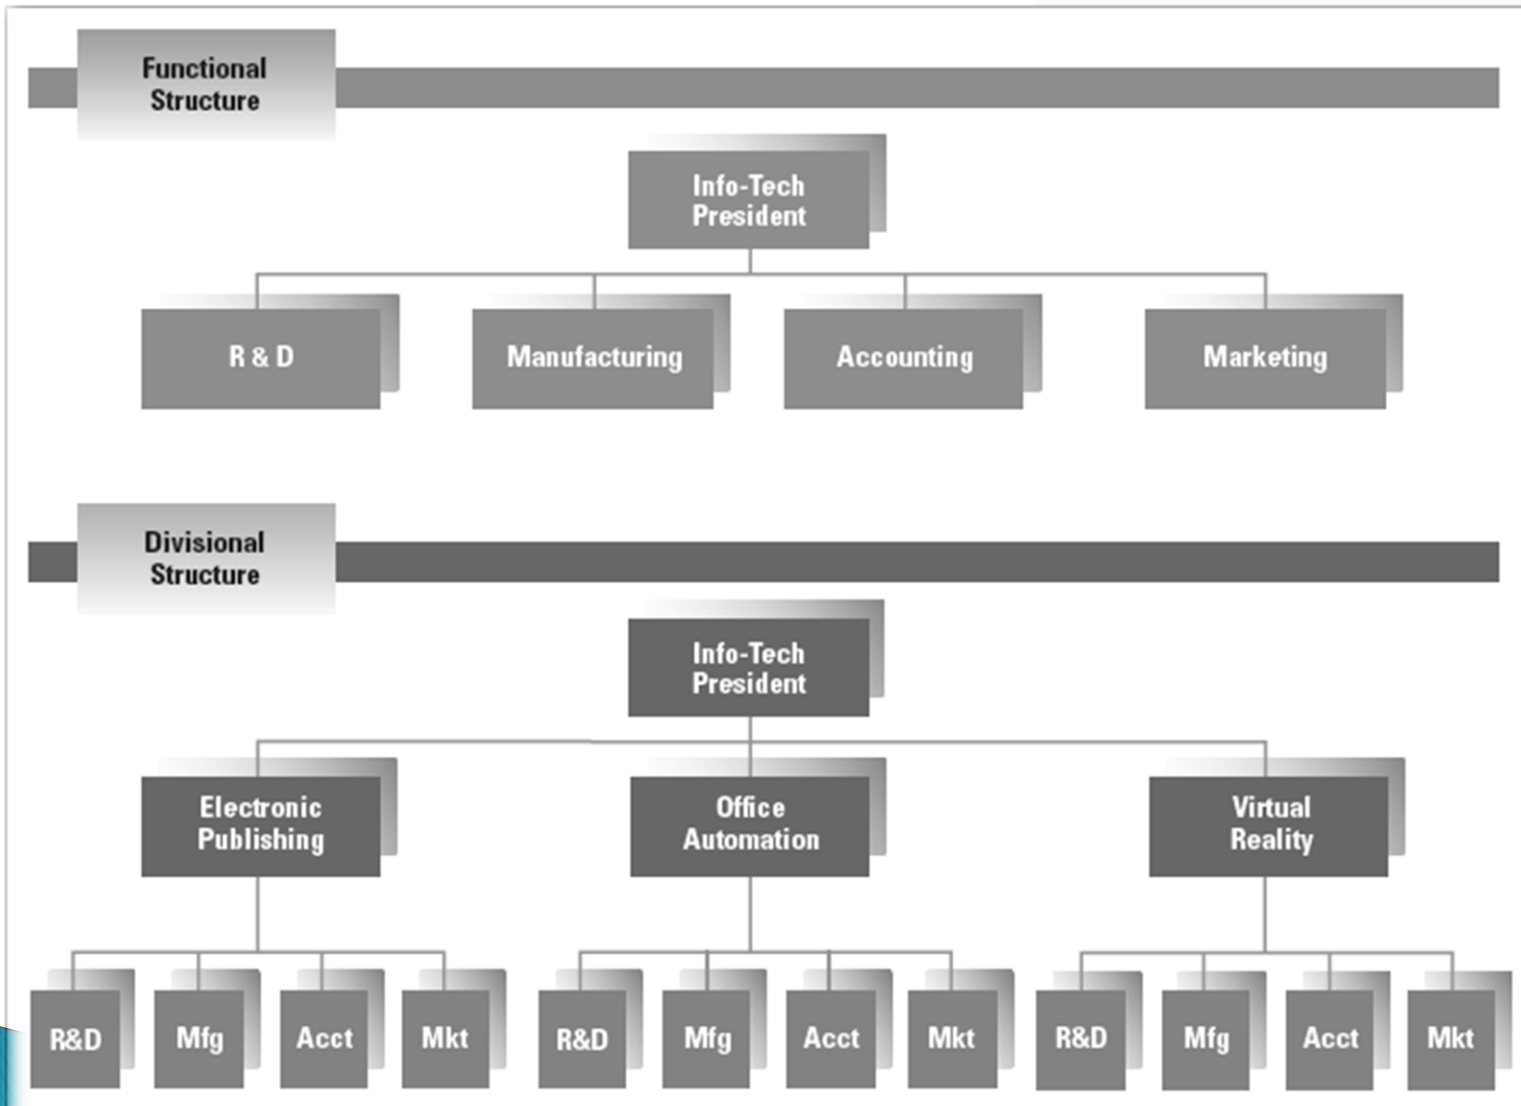 Functional
Structure
Info-Tech
President
R & D
Manufacturing
Accounting
Marketing
Divisional
Structure
Info-Tech
President
Electronic
Publishing
Office
Automation
Virtual
Reality
R&D
Mfg
Acct
Mkt
R&D
Mfg
Acct
Mkt
R&D
Mfg
Acct
Mkt